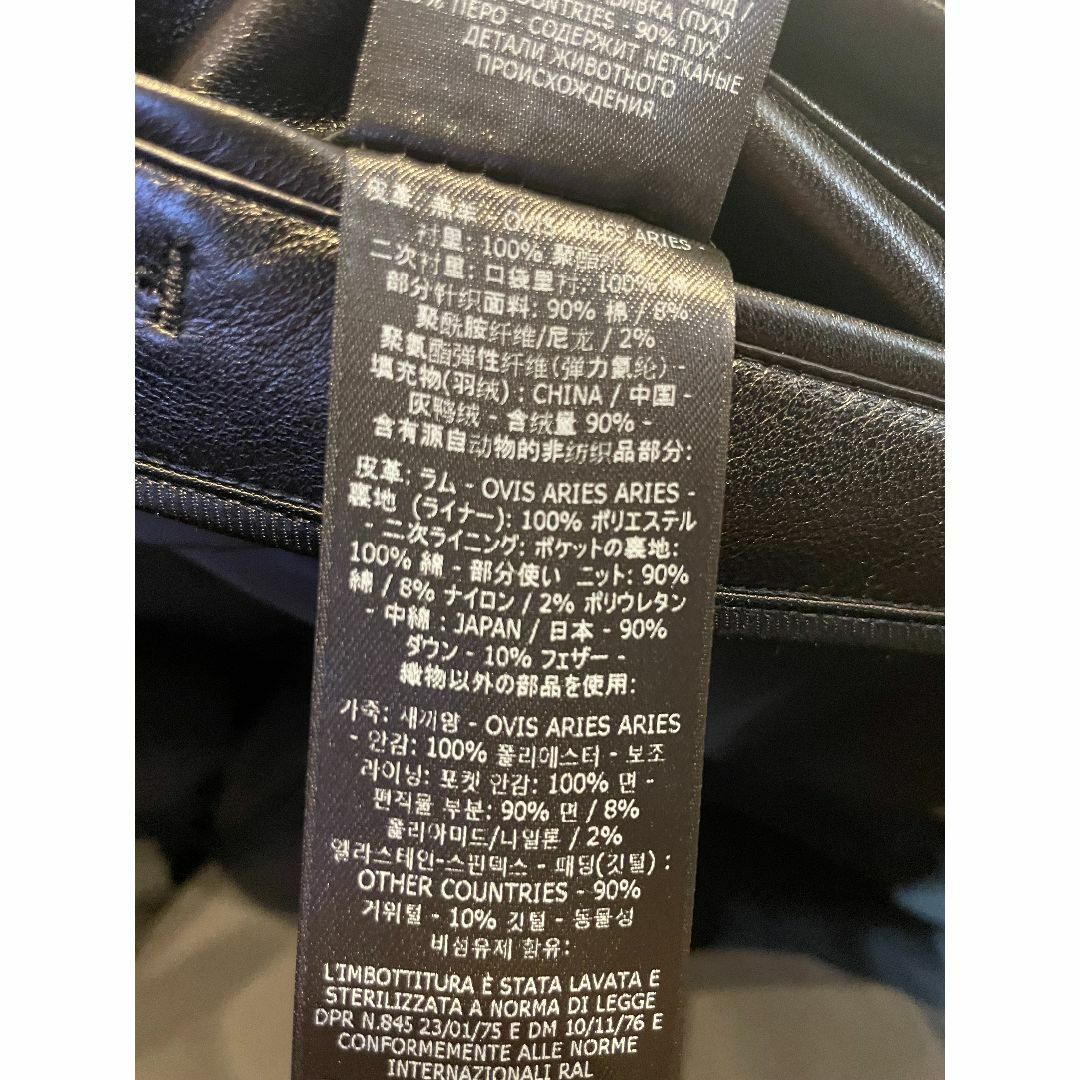 ИВКА (ПУХ)
COUNTRIES - 90% ПУХ
ПЕРО - СОДЕРЖИТ НЕТКАНЫЕ
ДЕТАЛИ ЖИВОТНОГО
ПРОИСХОЖДЕНИЯ
皮革: 羔羊 - OVIS ARIES ARIES -
衬里: 100% 聚酯纤维
二次衬里: 口袋里衬: 100% 棉
部分针织面料: 90% 棉 / 8%
聚酰胺纤维/尼龙 / 2%
聚氨酯弹性纤维(弹力氨纶) -
填充物(羽绒) : CHINA / 中国 -
灰鸭绒 - 含绒量 90% -
含有源自动物的非纺织品部分:
皮革: ラム - OVIS ARIES ARIES -
裏地 (ライナー): 100% ポリエステル
- 二次ライニング: ポケットの裏地:
100% 綿 - 部分使い ニット: 90%
綿 / 8% ナイロン / 2% ポリウレタン
- 中綿 : JAPAN / 日本 - 90%
ダウン - 10% フェザー -
織物以外の部品を使用:
가죽: 새끼양 - OVIS ARIES ARIES
- 안감: 100% 폴리에스터 - 보조
라이닝: 포켓 안감: 100% 면 -
편직물 부분: 90% 면 / 8%
폴리아미드/나일론 / 2%
엘라스테인-스판덱스 - 패딩(깃털) :
OTHER COUNTRIES - 90%
거위털 - 10% 깃털 - 동물성
비섬유제 함유:
L'IMBOTTITURA È STATA LAVATA E
STERILIZZATA A NORMA DI LEGGE
DPR N.845 23/01/75 E DM 10/11/76 E
CONFORMEMENTE ALLE NORME
INTERNAZIONALI RAL